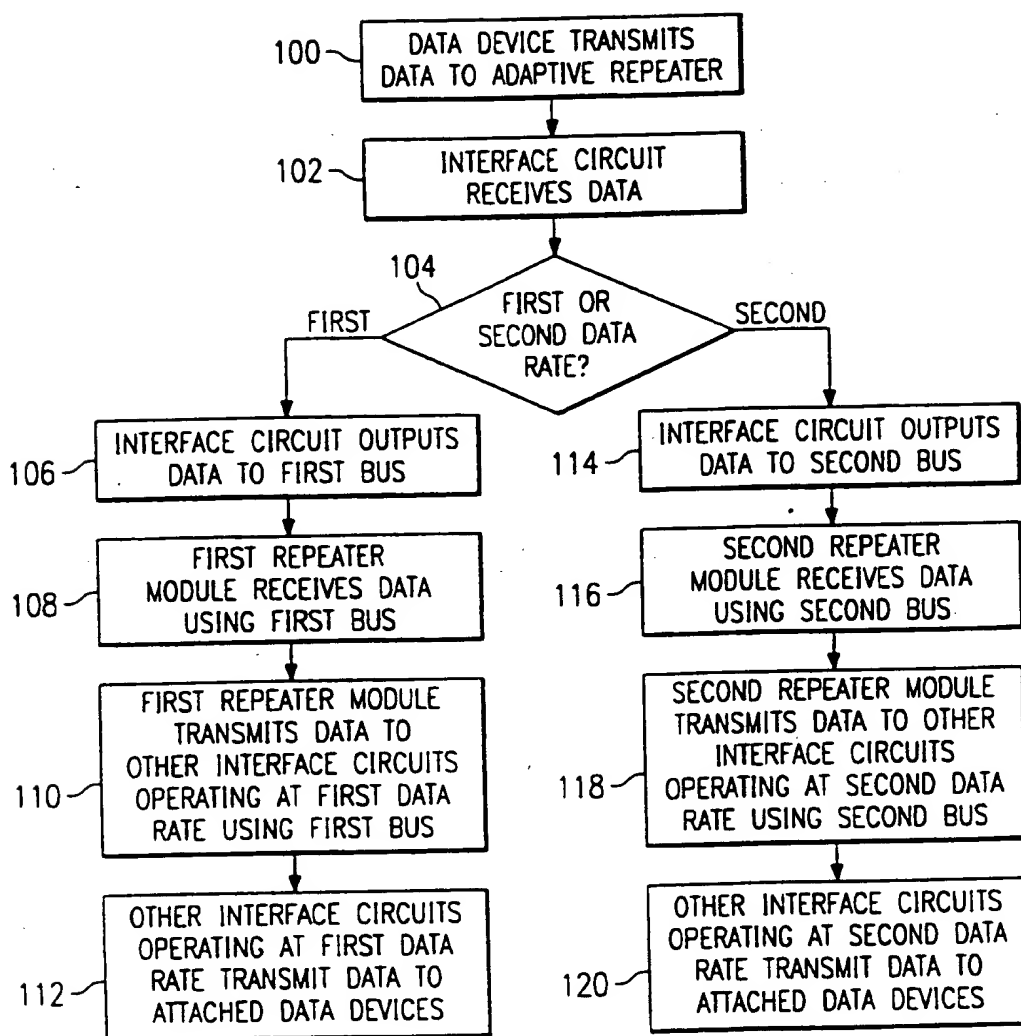 100
DATA DEVICE TRANSMITS
DATA TO ADAPTIVE REPEATER
102
INTERFACE CIRCUIT
RECEIVES DATA
104
FIRST OR
SECOND DATA
RATE?
FIRST
SECOND
106
INTERFACE CIRCUIT OUTPUTS
DATA TO FIRST BUS
108
FIRST REPEATER
MODULE RECEIVES DATA
USING FIRST BUS
110
FIRST REPEATER MODULE
TRANSMITS DATA TO
OTHER INTERFACE CIRCUITS
OPERATING AT FIRST DATA
RATE USING FIRST BUS
112
OTHER INTERFACE CIRCUITS
OPERATING AT FIRST DATA
RATE TRANSMIT DATA TO
ATTACHED DATA DEVICES
114
INTERFACE CIRCUIT OUTPUTS
DATA TO SECOND BUS
116
SECOND REPEATER
MODULE RECEIVES DATA
USING SECOND BUS
118
SECOND REPEATER MODULE
TRANSMITS DATA TO OTHER
INTERFACE CIRCUITS
OPERATING AT SECOND DATA
RATE USING SECOND BUS
120
OTHER INTERFACE CIRCUITS
OPERATING AT SECOND DATA
RATE TRANSMIT DATA TO
ATTACHED DATA DEVICES